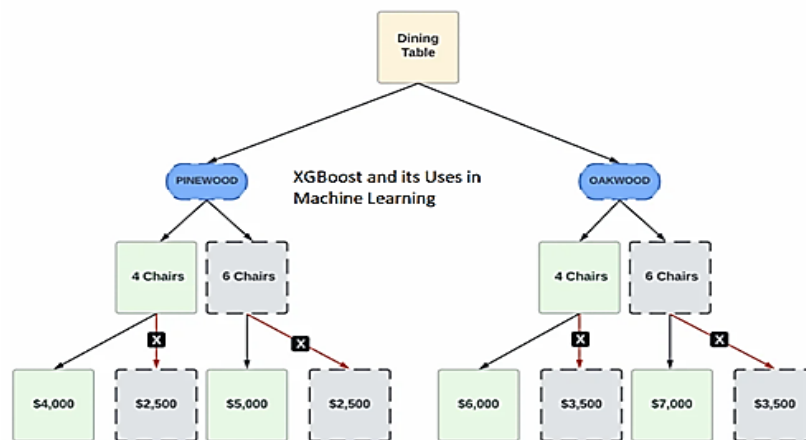 Dining
Table
PINEWOOD
XGBoost and its Uses in
Machine Learning
OAKWOOD
4 Chairs
6 Chairs
4 Chairs
6 Chairs
X
X
X
X
$4,000
$2,500
$5,000
$2,500
$6,000
$3,500
$7,000
$3,500